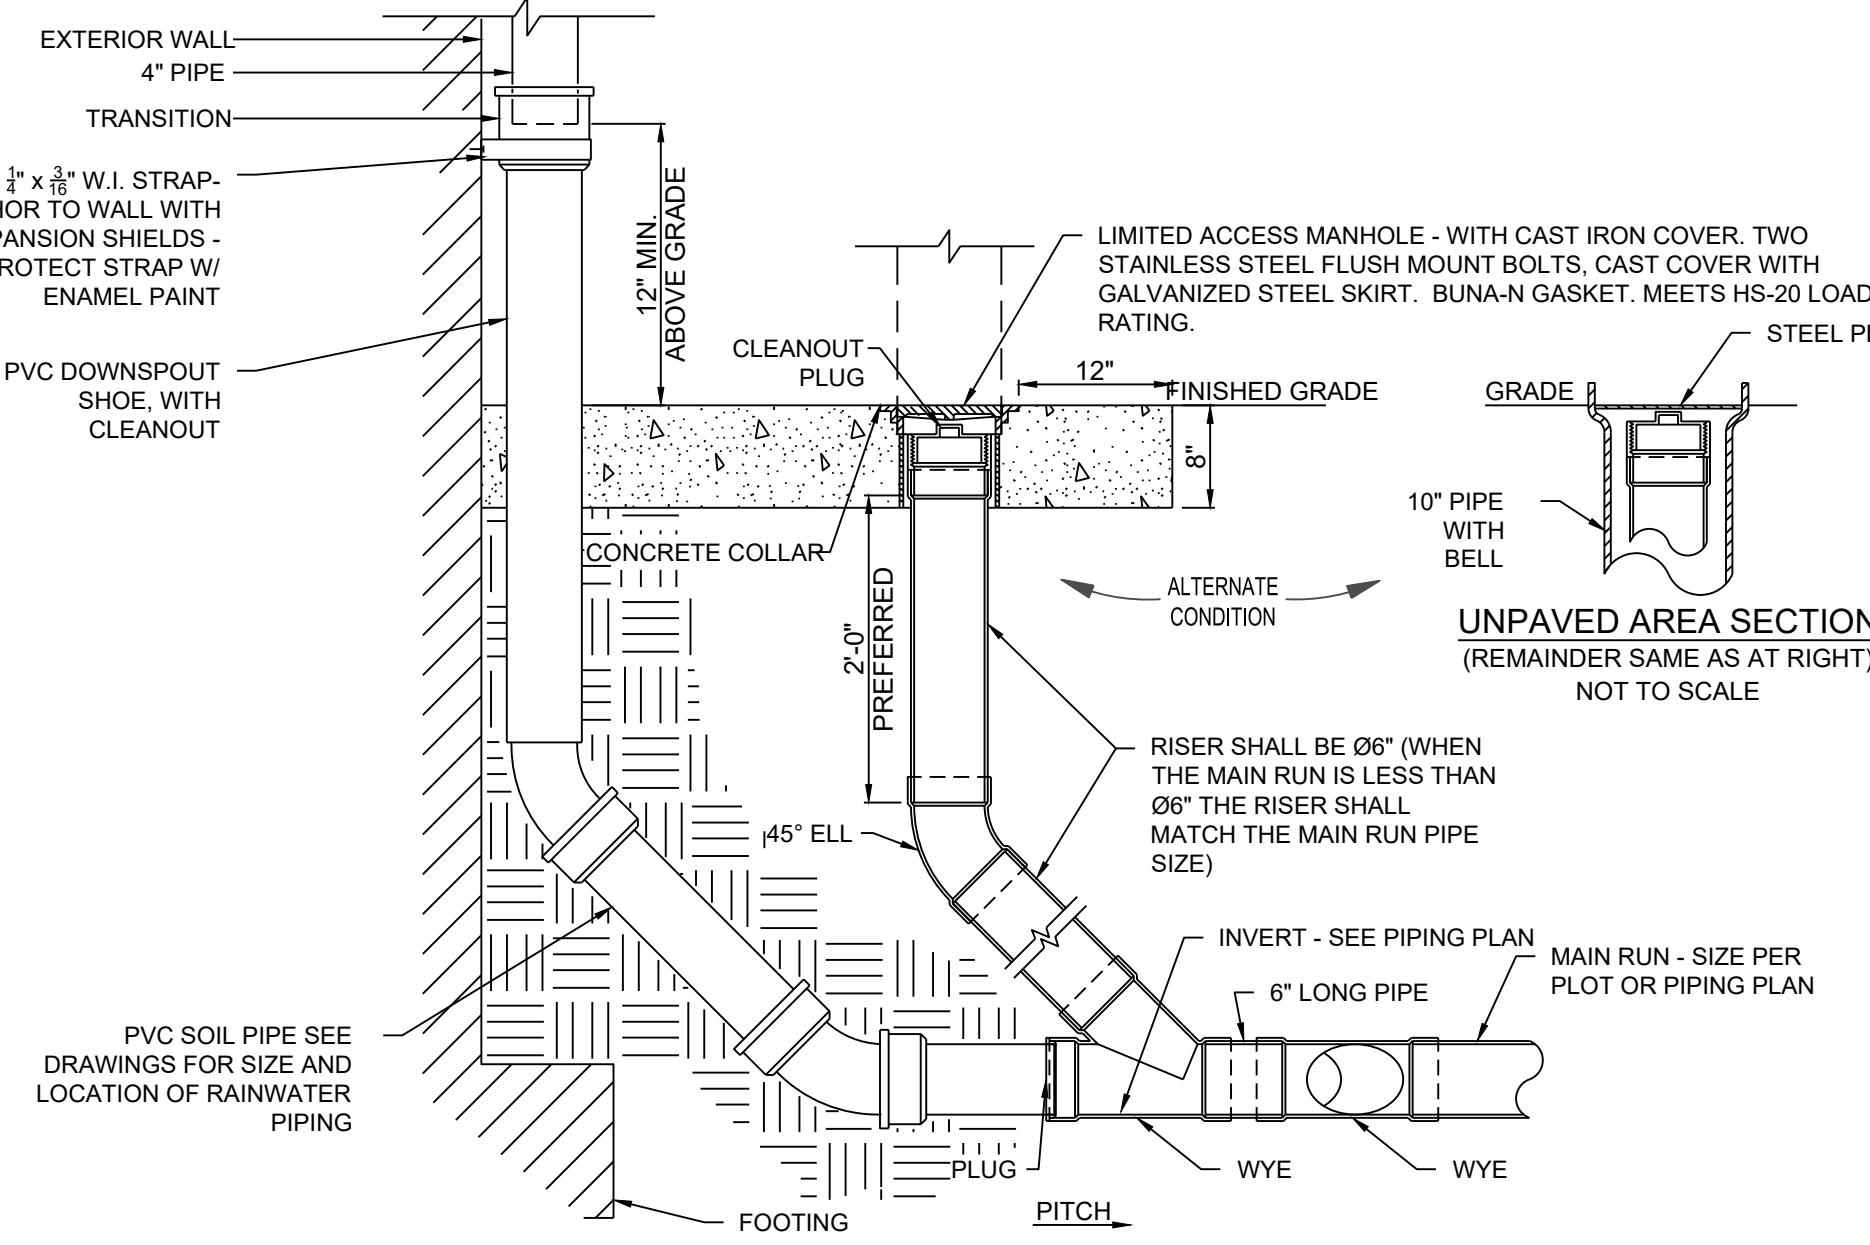 EXTERIOR WALL
4" PIPE
TRANSITION
1/4" x 3/16" W.I. STRAP-
TO WALL WITH
SHIELDS -
STRAP W/
ENAMEL PAINT
PVC DOWNSPOUT
SHOE, WITH
CLEANOUT
12" MIN.
ABOVE GRADE
CLEANOUT
PLUG
LIMITED ACCESS MANHOLE - WITH CAST IRON COVER. TWO
STAINLESS STEEL FLUSH MOUNT BOLTS, CAST COVER WITH
GALVANIZED STEEL SKIRT. BUNA-N GASKET. MEETS HS-20 LOAD
RATING.
12"
FINISHED GRADE
8"
CONCRETE COLLAR
2'-0"
PREFERRED
ALTERNATE
CONDITION
STEEL
GRADE
10" PIPE
WITH
BELL
UNPAVED AREA SECTION
(REMAINDER SAME AS AT RIGHT)
NOT TO SCALE
RISER SHALL BE Ø6" (WHEN
THE MAIN RUN IS LESS THAN
Ø6" THE RISER SHALL
MATCH THE MAIN RUN PIPE
SIZE)
45° ELL
INVERT - SEE PIPING PLAN
6" LONG PIPE
MAIN RUN - SIZE PER
PLOT OR PIPING PLAN
PVC SOIL PIPE SEE
DRAWINGS FOR SIZE AND
LOCATION OF RAINWATER
PIPING
PLUG
WYE
WYE
FOOTING
PITCH